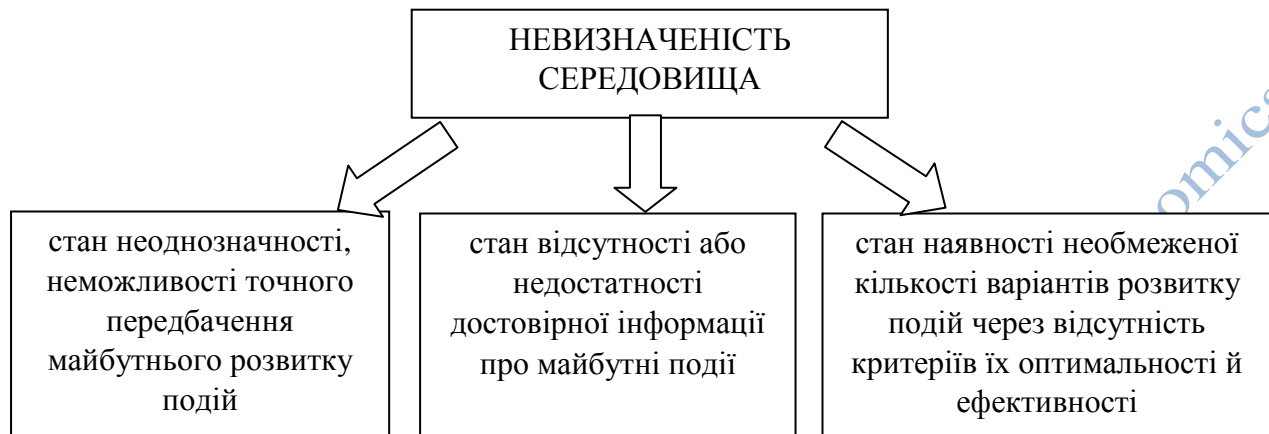 НЕВИЗНАЧЕНІСТЬ
СЕРЕДОВИЩА
стан неоднозначності,
неможливості точного
передбачення
майбутнього розвитку
подій
стан відсутності або
недостатності
достовірної інформації
про майбутні події
стан наявності необмеженої
кількості варіантів розвитку
подій через відсутність
критеріїв їх оптимальності й
ефективності
omics